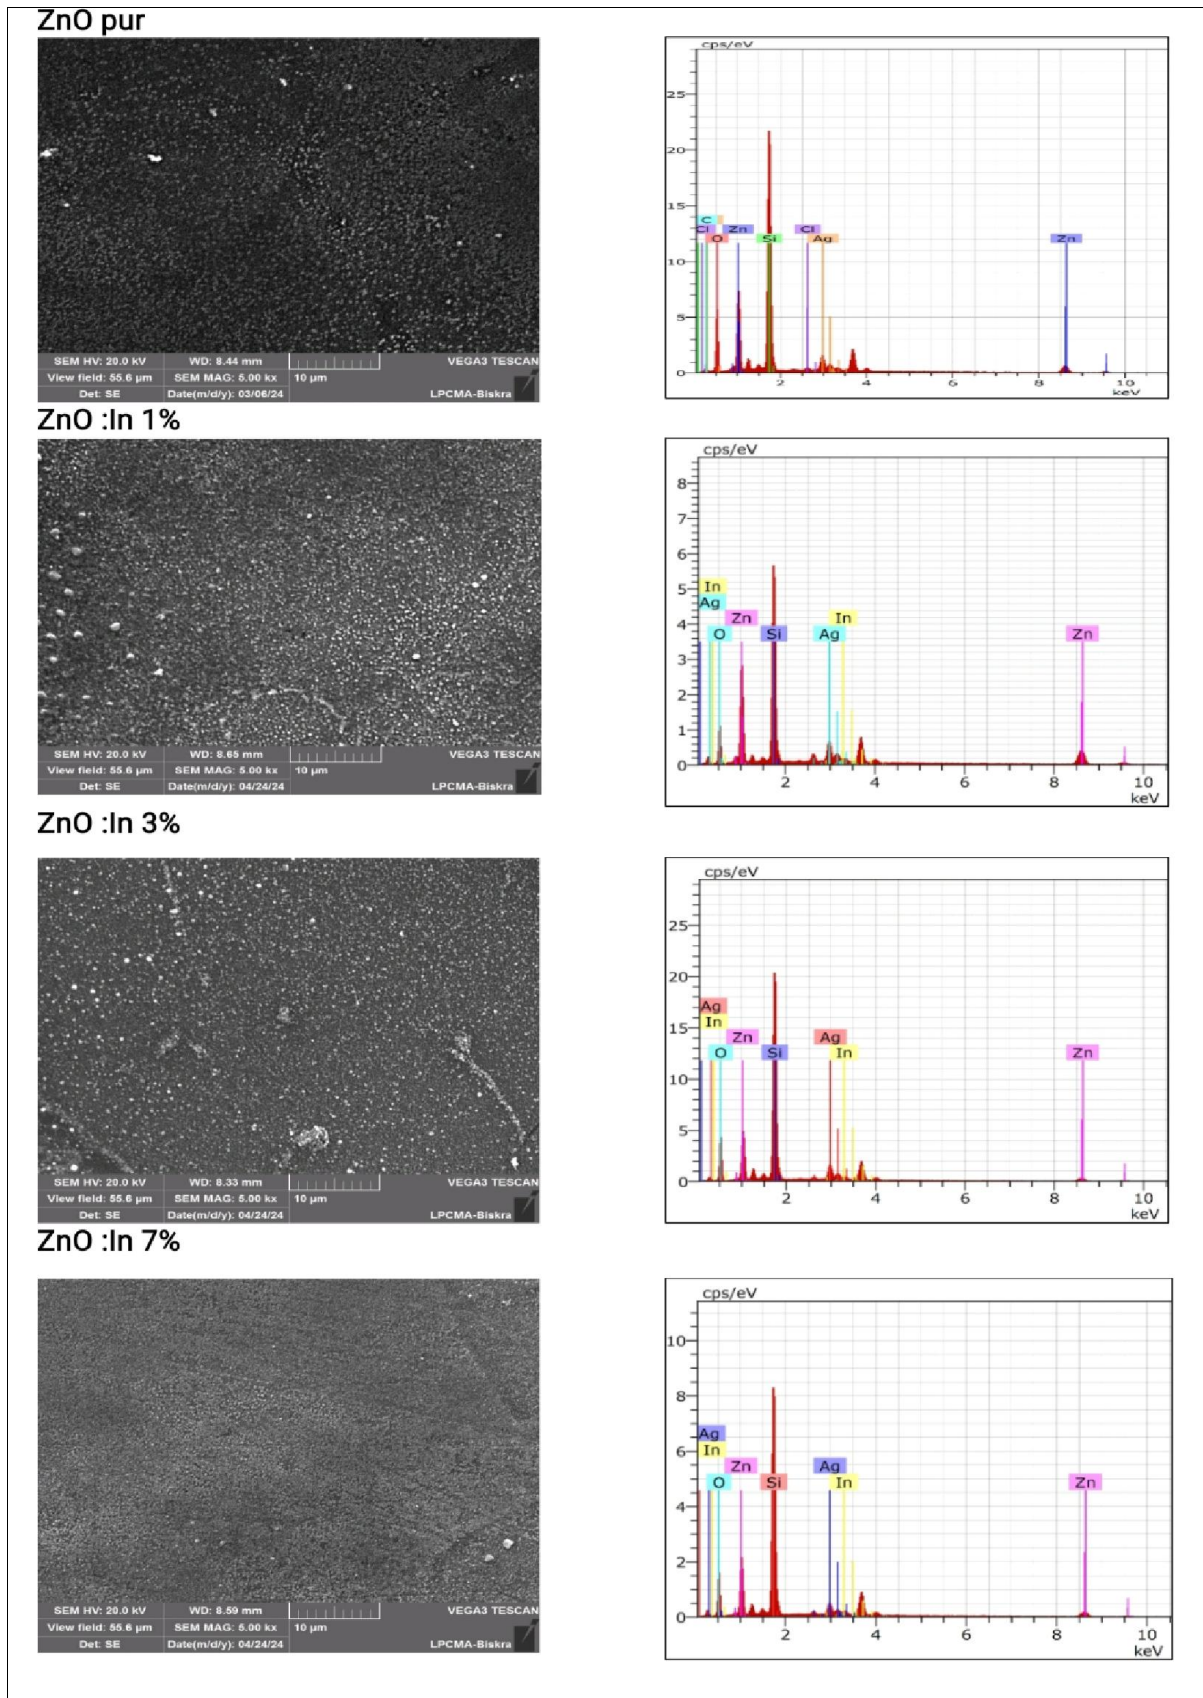 ZnO pur
SEM HV: 20.0 kV WD: 8.44 mm VEGA3 TESCAN
View field: 55.6 µm SEM MAG: 5.00 kx 10 µm
Det: SE Date(m/d/y): 03/06/24 LPCMA-Biskra
cps/eV
25
20
15
10
5
0
C
Cl Zn Cl
O Si Ag Zn
2 4 6 8 10
keV
ZnO :In 1%
SEM HV: 20.0 kV WD: 8.65 mm VEGA3 TESCAN
View field: 55.6 µm SEM MAG: 5.00 kx 10 µm
Det: SE Date(m/d/y): 04/24/24 LPCMA-Biskra
cps/eV
8
7
6
5
4
3
2
1
0
In
Ag
Zn In
O Si Ag Zn
2 4 6 8 10
keV
ZnO :In 3%
SEM HV: 20.0 kV WD: 8.33 mm VEGA3 TESCAN
View field: 55.6 µm SEM MAG: 5.00 kx 10 µm
Det: SE Date(m/d/y): 04/24/24 LPCMA-Biskra
cps/eV
25
20
15
10
5
0
Ag
In
Zn Ag
O Si In Zn
2 4 6 8 10
keV
ZnO :In 7%
SEM HV: 20.0 kV WD: 8.59 mm VEGA3 TESCAN
View field: 55.6 µm SEM MAG: 5.00 kx 10 µm
Det: SE Date(m/d/y): 04/24/24 LPCMA-Biskra
cps/eV
10
8
6
4
2
0
Ag
In
Zn Ag
O Si In Zn
2 4 6 8 10
keV